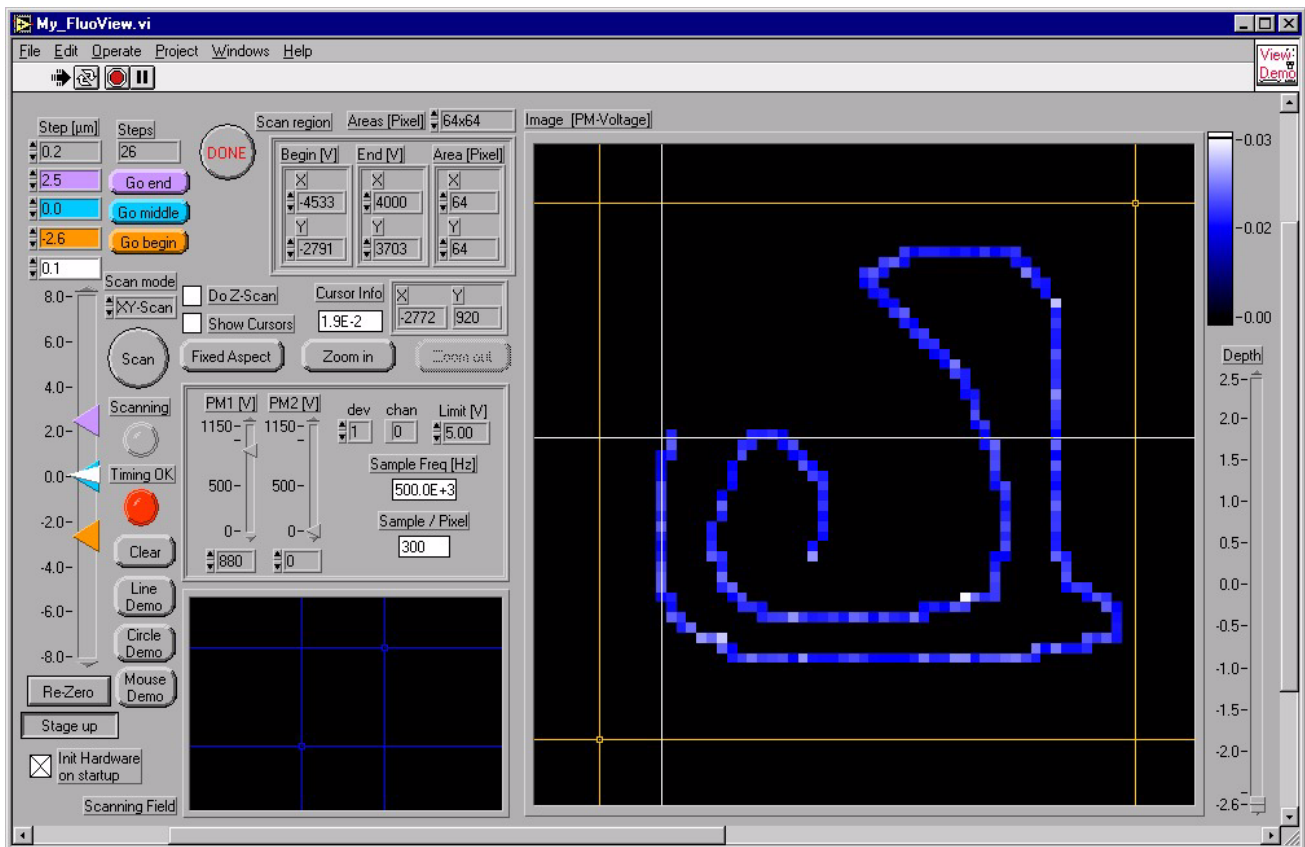 My_FluoView.vi
File Edit Operate Project Windows Help
View
Demo
Step [µm] Steps
0.2 26
2.5 Go end
0.0 Go middle
-2.6 Go begin
0.1
DONE
Scan region Areas [Pixel] 64x64
Begin [V] End [V] Area [Pixel]
X X X
-4533 4000 64
Y Y Y
-2791 3703 64
Scan mode
XY-Scan
Do Z-Scan
Show Cursors
Cursor Info X Y
1.9E-2 -2772 920
Scan
Fixed Aspect Zoom in Zoom out
8.0
6.0
4.0
2.0
0.0
-2.0
-4.0
-6.0
-8.0
Scanning
Timing OK
Clear
Line
Demo
Circle
Demo
Mouse
Demo
PM1 [V] PM2 [V] dev chan Limit [V]
1150 1150 1 0 5.00
500 500
0 0
880 0
Sample Freq [Hz]
500.0E+3
Sample / Pixel
300
Re-Zero
Stage up
Init Hardware
on startup
Scanning Field
Image [PM-Voltage]
0.03
0.02
0.00
Depth
2.5
2.0
1.5
1.0
0.5
0.0
-0.5
-1.0
-1.5
-2.0
-2.6